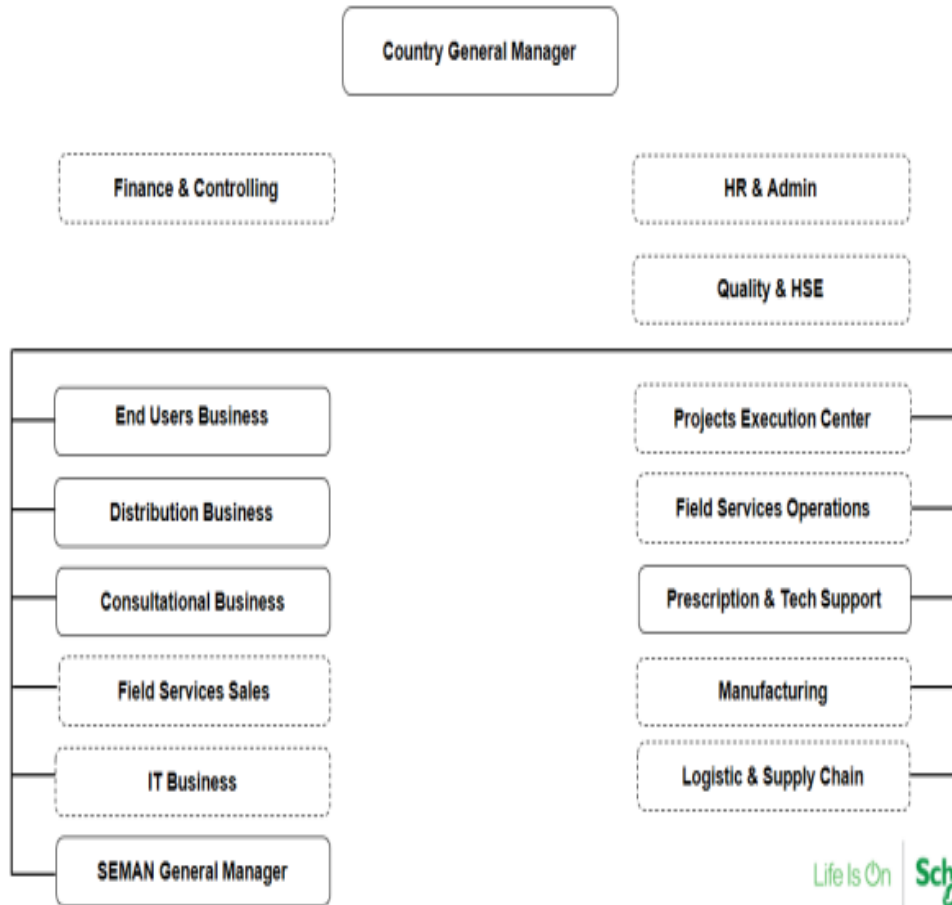 Country General Manager
Finance & Controlling
HR & Admin
Quality & HSE
End Users Business
Projects Execution Center
Distribution Business
Field Services Operations
Consultational Business
Prescription & Tech Support
Field Services Sales
Manufacturing
IT Business
Logistic & Supply Chain
SEMAN General Manager
Life Is On
Sch